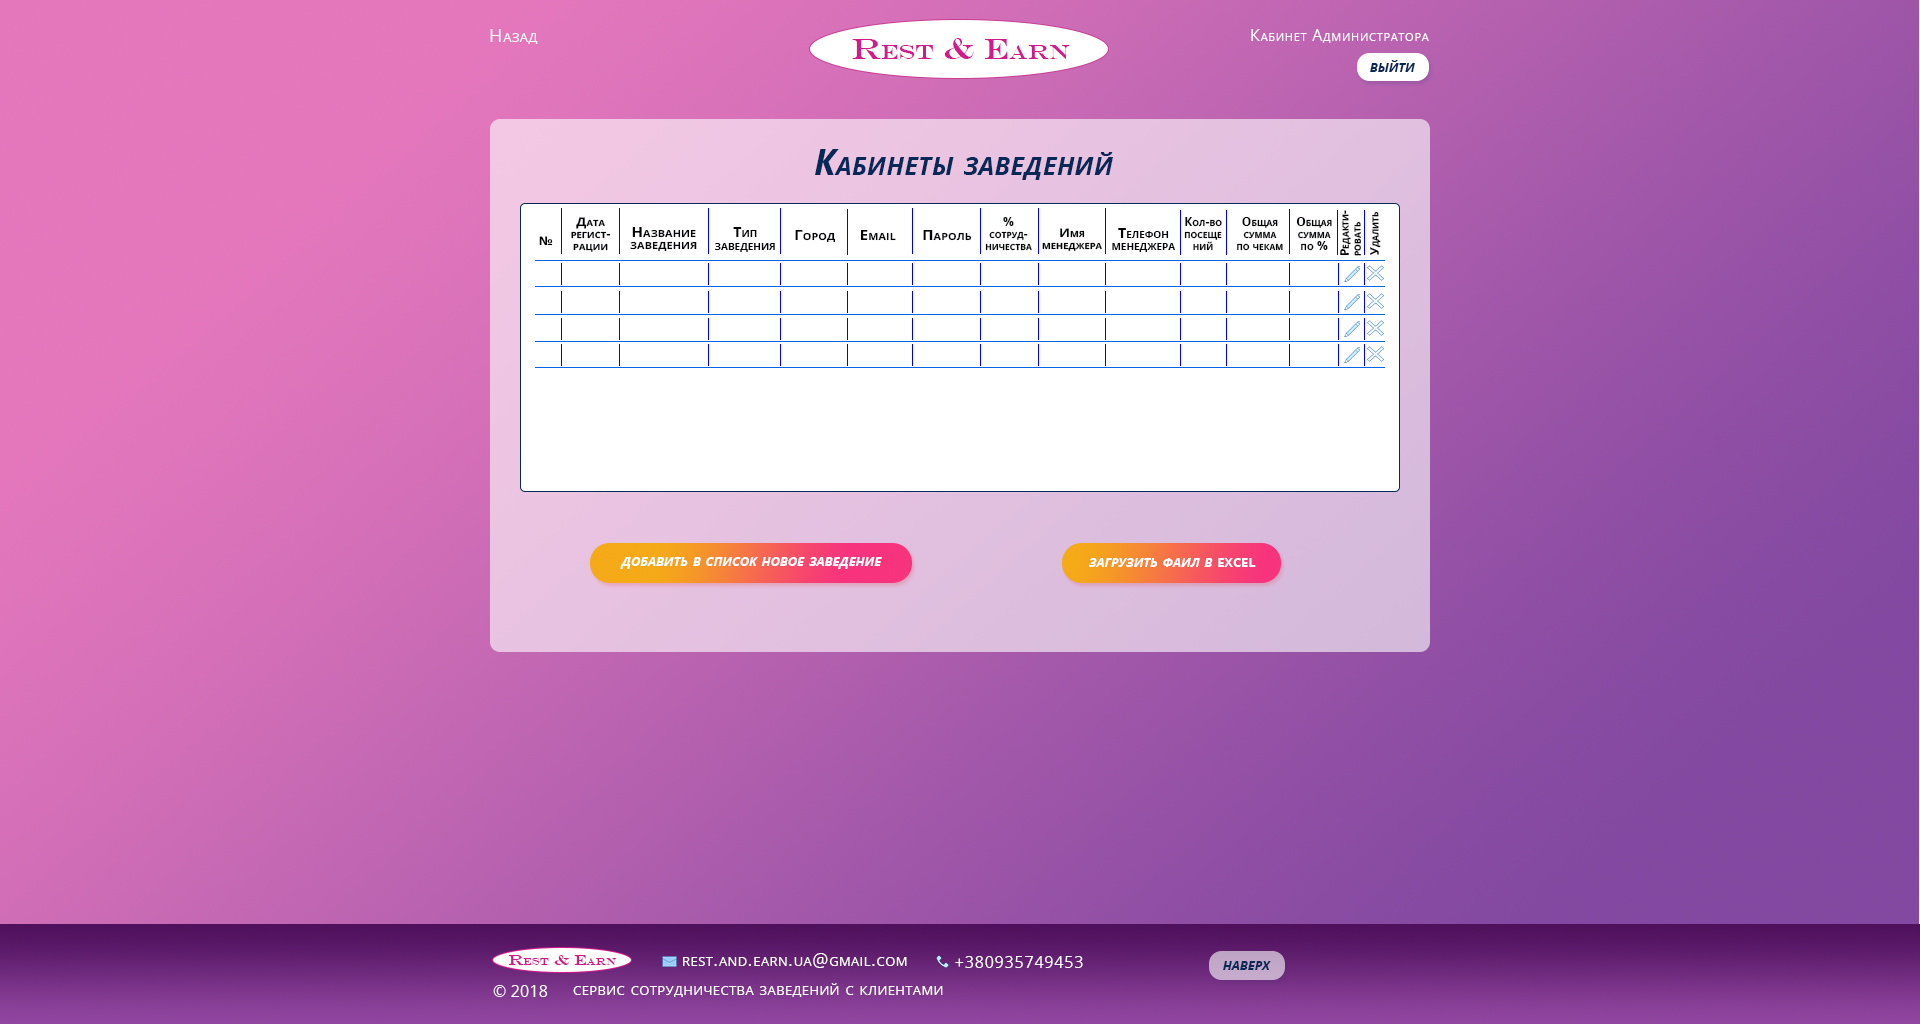 Назад
Rest & Earn
Кабинет Администратора
ВЫЙТИ
Кабинеты заведений
№
Дата
регист-
рации
Название
заведения
Тип
заведения
Город
Email
Пароль
%
сотруд-
ничества
Имя
менеджера
Телефон
менеджера
Кол-во
посеще
ний
Общая
сумма
по чекам
Общая
сумма
по %
Редакти-
ровать
Удалить
ДОБАВИТЬ В СПИСОК НОВОЕ ЗАВЕДЕНИЕ
ЗАГРУЗИТЬ ФАИЛ В EXCEL
Rest & Earn
rest.and.earn.ua@gmail.com
+380935749453
НАВЕРХ
© 2018
сервис сотрудничества заведений с клиентами